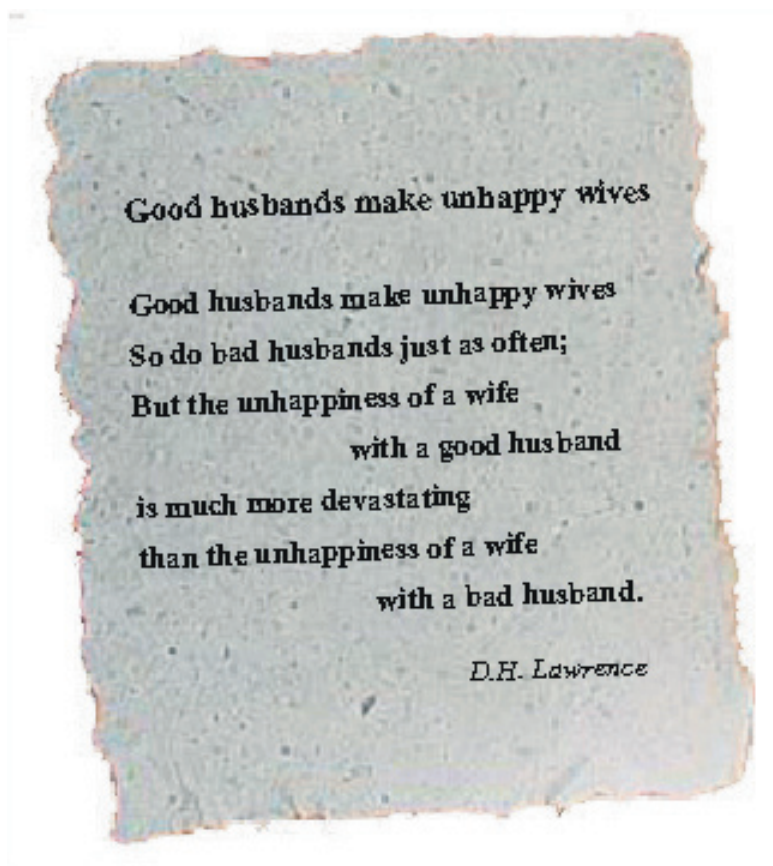 Good husbands make unhappy wives
Good husbands make unhappy wives
So do bad husbands just as often;
But the unhappiness of a wife
with a good husband
is much more devastating
than the unhappiness of a wife
with a bad husband.
D.H. Lawrence